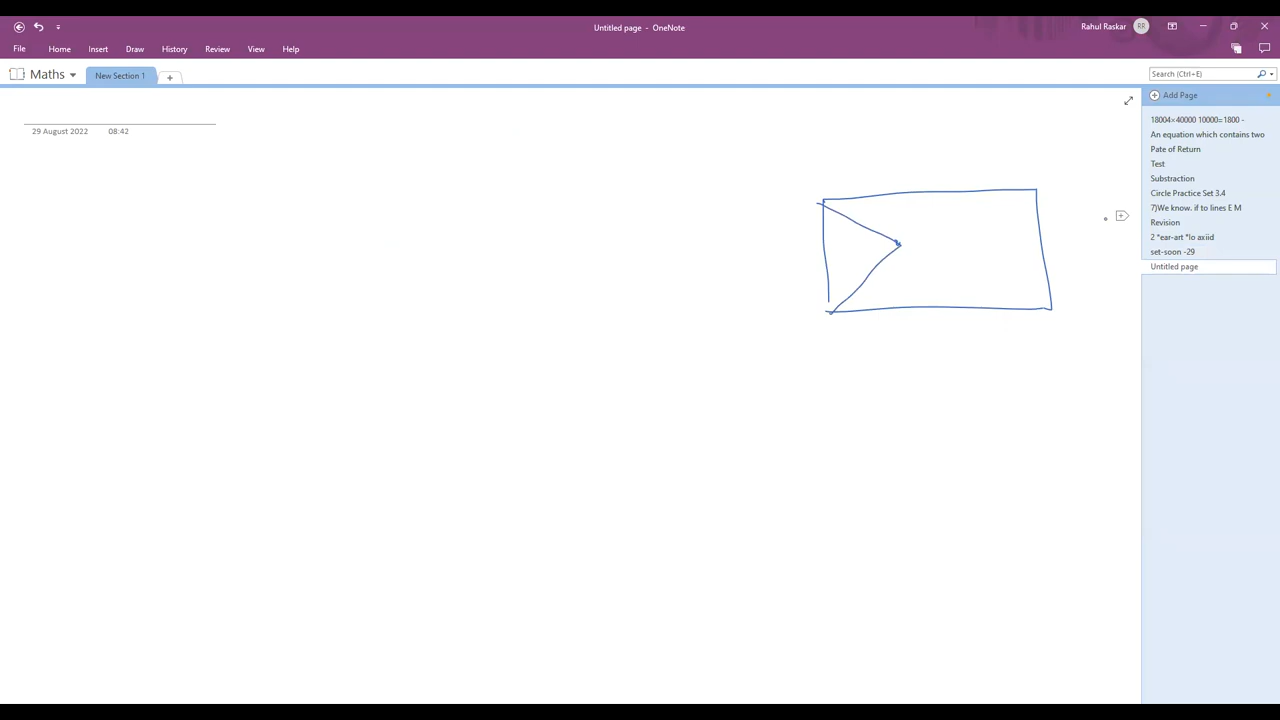 Untitled page - OneNote
Rahul Raskar RR
File Home Insert Draw History Review View Help
Maths New Section 1 +
Search (Ctrl+E)
29 August 2022 08:42
Add Page
18004×40000 10000=1800 -
An equation which contains two
Pate of Return
Test
Substraction
Circle Practice Set 3.4
7)We know. if to lines E M
Revision
2 *ear-art *lo axiid
set-soon -29
Untitled page